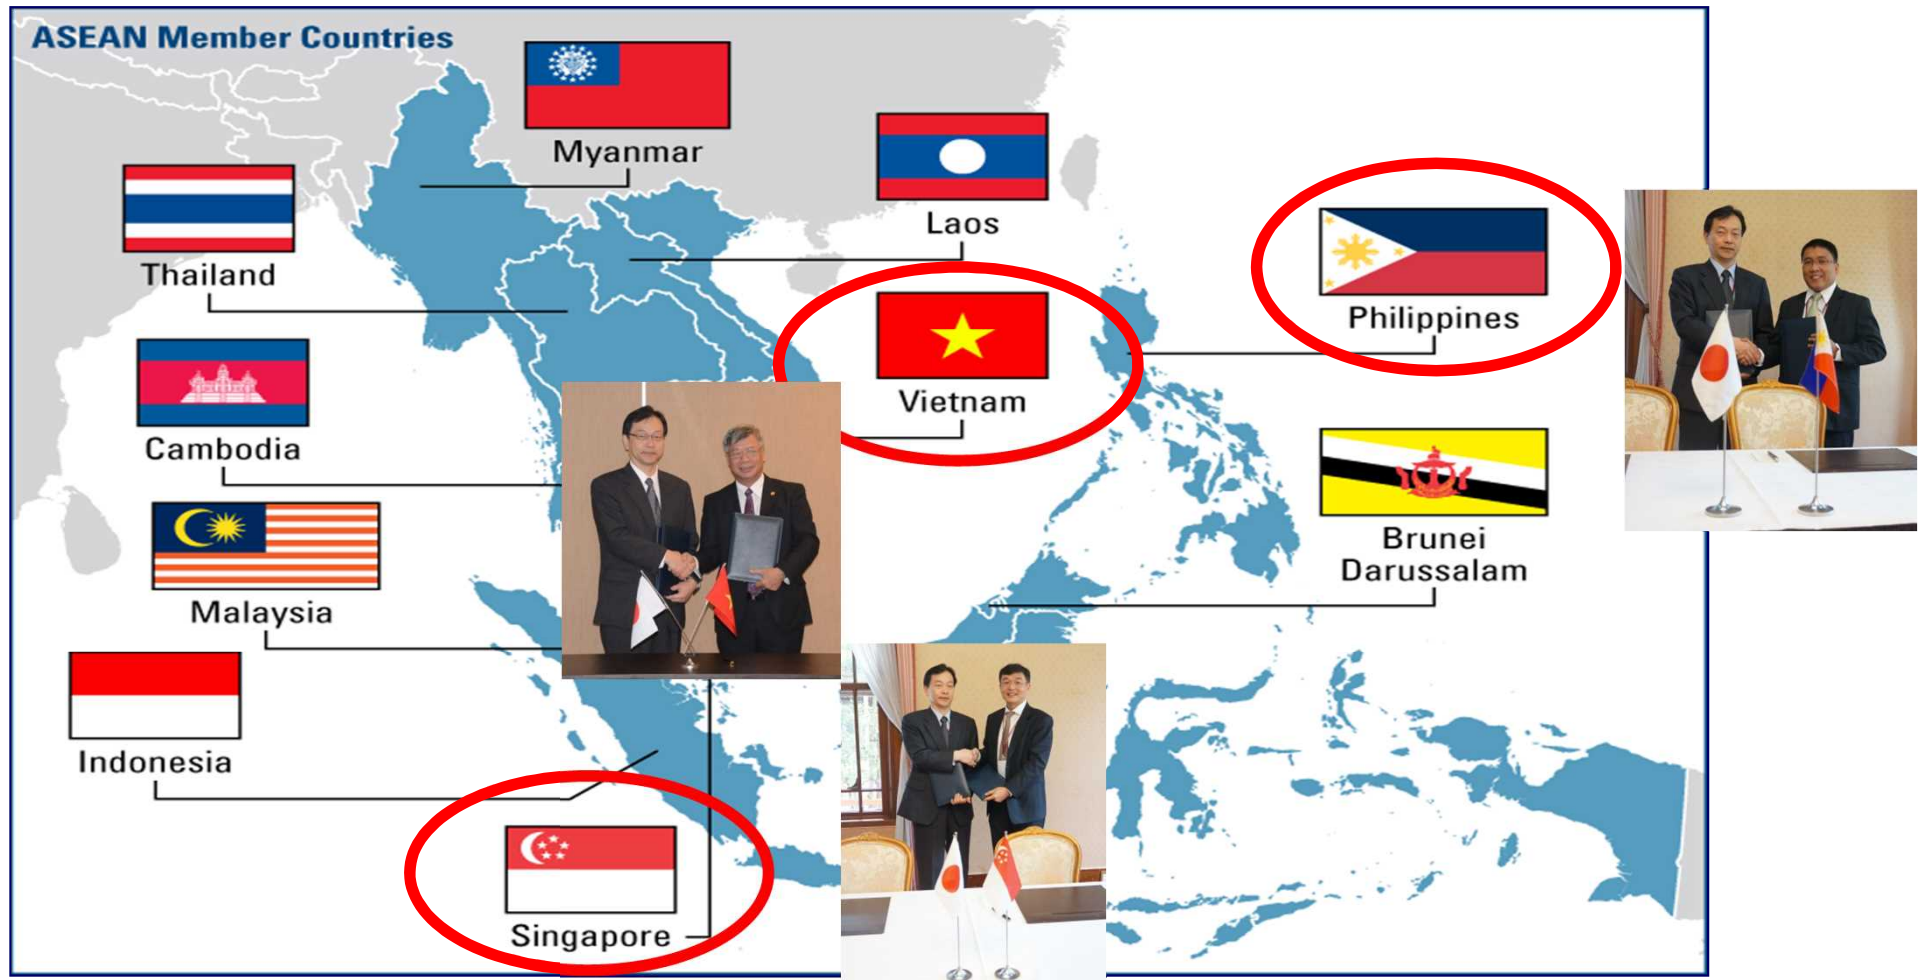 ASEAN Member Countries
Myanmar
Laos
Thailand
Philippines
Vietnam
Cambodia
Brunei
Darussalam
Malaysia
Indonesia
Singapore